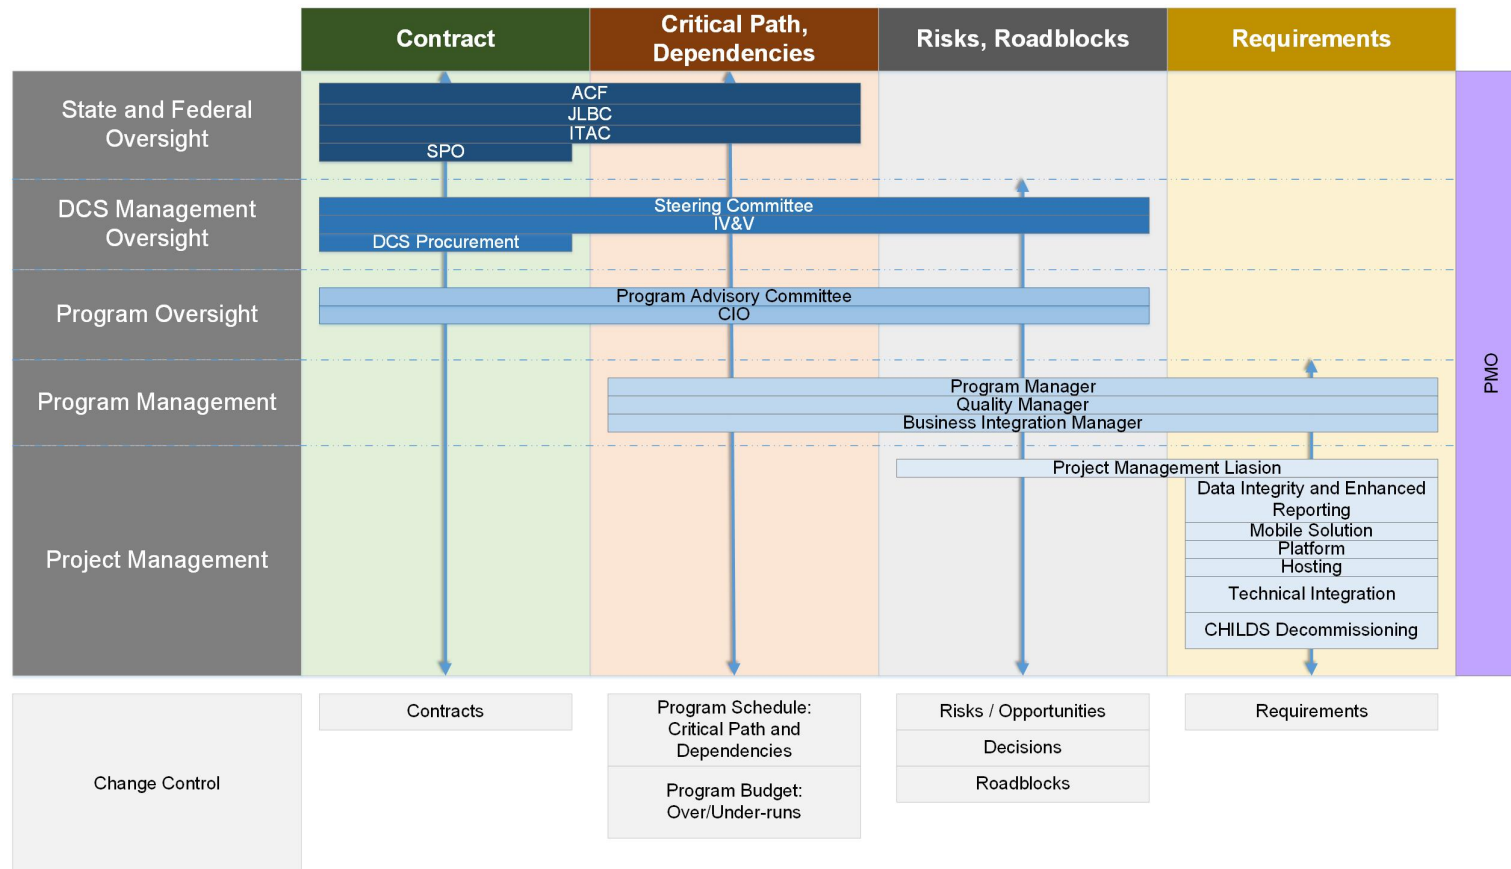 Contract
Critical Path,
Dependencies
Risks, Roadblocks
Requirements
State and Federal
Oversight
ACF
JLBC
ITAC
SPO
DCS Management
Oversight
Steering Committee
IV&V
DCS Procurement
Program Oversight
Program Advisory Committee
CIO
Program Management
Program Manager
Quality Manager
Business Integration Manager
Project Management
Project Management Liasion
Data Integrity and Enhanced
Reporting
Mobile Solution
Platform
Hosting
Technical Integration
CHILDS Decommissioning
PMO
Change Control
Contracts
Program Schedule:
Critical Path and
Dependencies
Program Budget:
Over/Under-runs
Risks / Opportunities
Decisions
Roadblocks
Requirements